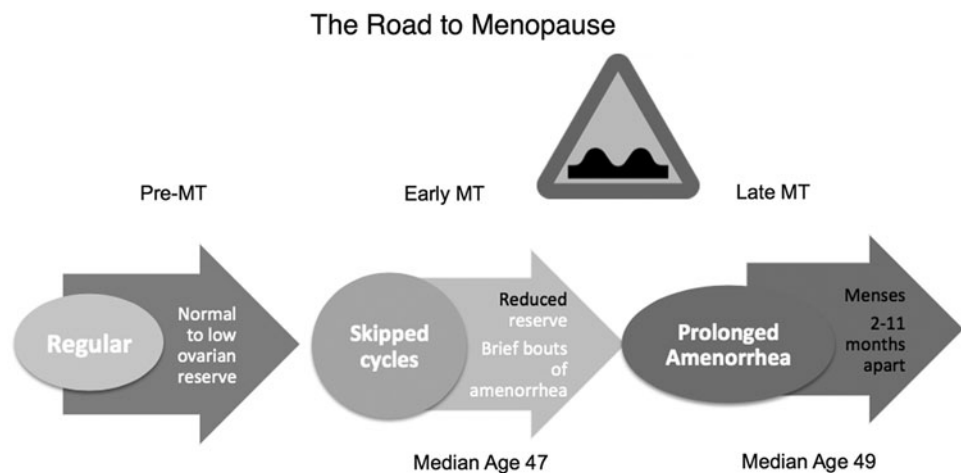 The Road to Menopause
Pre-MT
Early MT
Late MT
Regular
Normal
to low
ovarian
reserve
Skipped
cycles
Reduced
reserve
Brief bouts
of
amenorrhea
Prolonged
Amenorrhea
Menses
2-11
months
apart
Median Age 47
Median Age 49